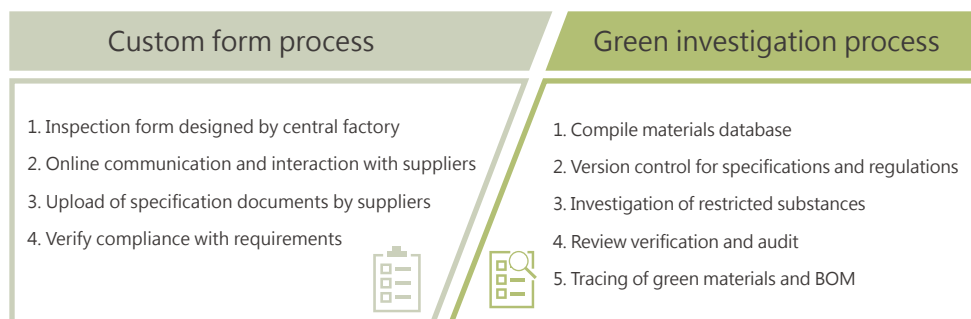 Custom form process
1. Inspection form designed by central factory
2. Online communication and interaction with suppliers
3. Upload of specification documents by suppliers
4. Verify compliance with requirements
Green investigation process
1. Compile materials database
2. Version control for specifications and regulations
3. Investigation of restricted substances
4. Review verification and audit
5. Tracing of green materials and BOM